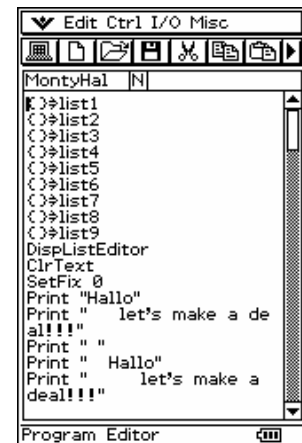 Edit Ctrl I/O Misc
MontyHal N
{}⇒list1
{}⇒list2
{}⇒list3
{}⇒list4
{}⇒list5
{}⇒list6
{}⇒list7
{}⇒list8
{}⇒list9
DispListEditor
ClrText
SetFix 0
Print "Hallo"
Print "    let's make a de
al!!!"
Print " "
Print "   Hallo"
Print "      let's make a
deal!!!"
Program Editor